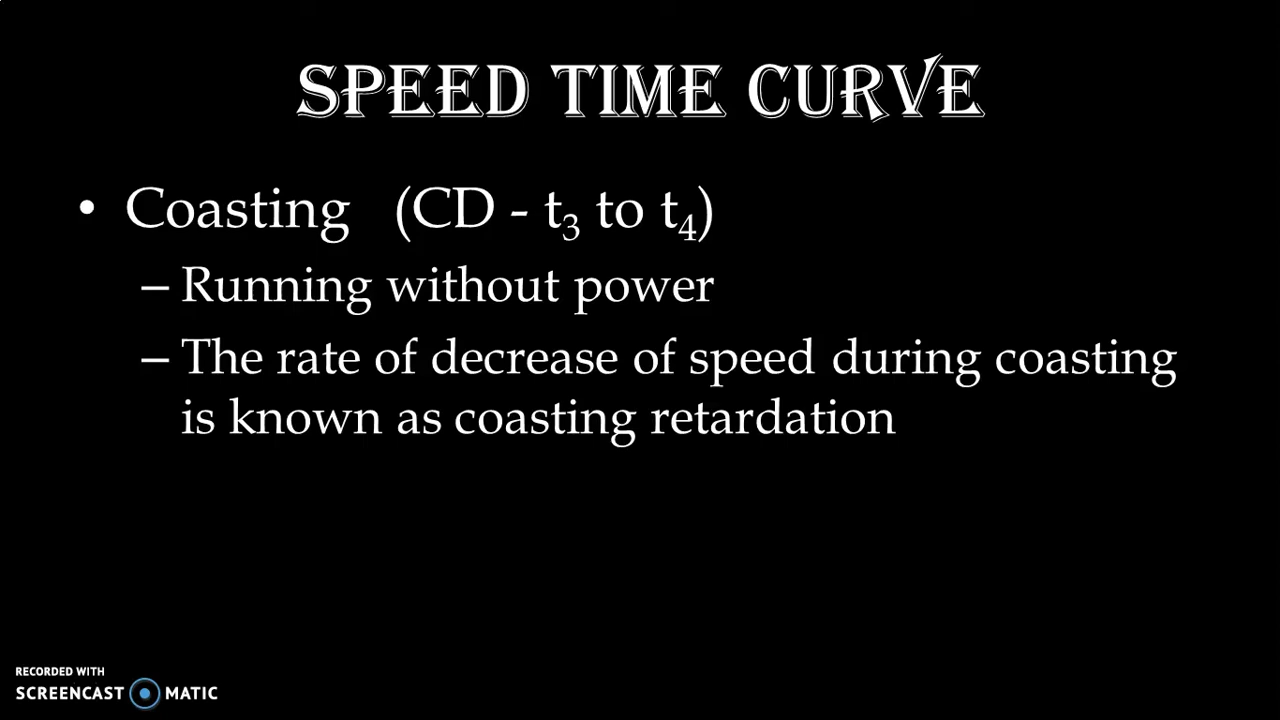 SPEED TIME CURVE
• Coasting (CD - t₃ to t₄)
– Running without power
– The rate of decrease of speed during coasting
is known as coasting retardation
RECORDED WITH
SCREENCAST MATIC